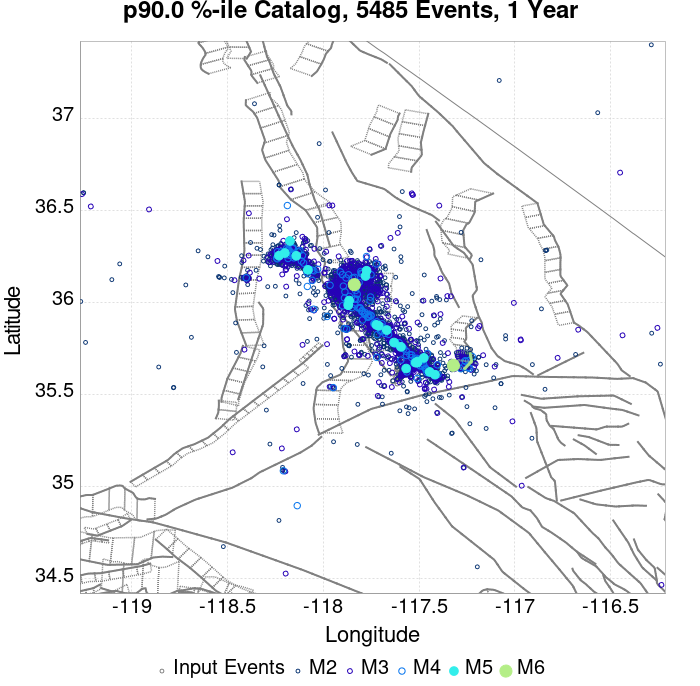 p90.0 %-ile Catalog, 5485 Events, 1 Year
37
36.5
36
35.5
35
34.5
Latitude
-119
-118.5
-118
-117.5
-117
-116.5
Longitude
Input Events
M2
M3
M4
M5
M6